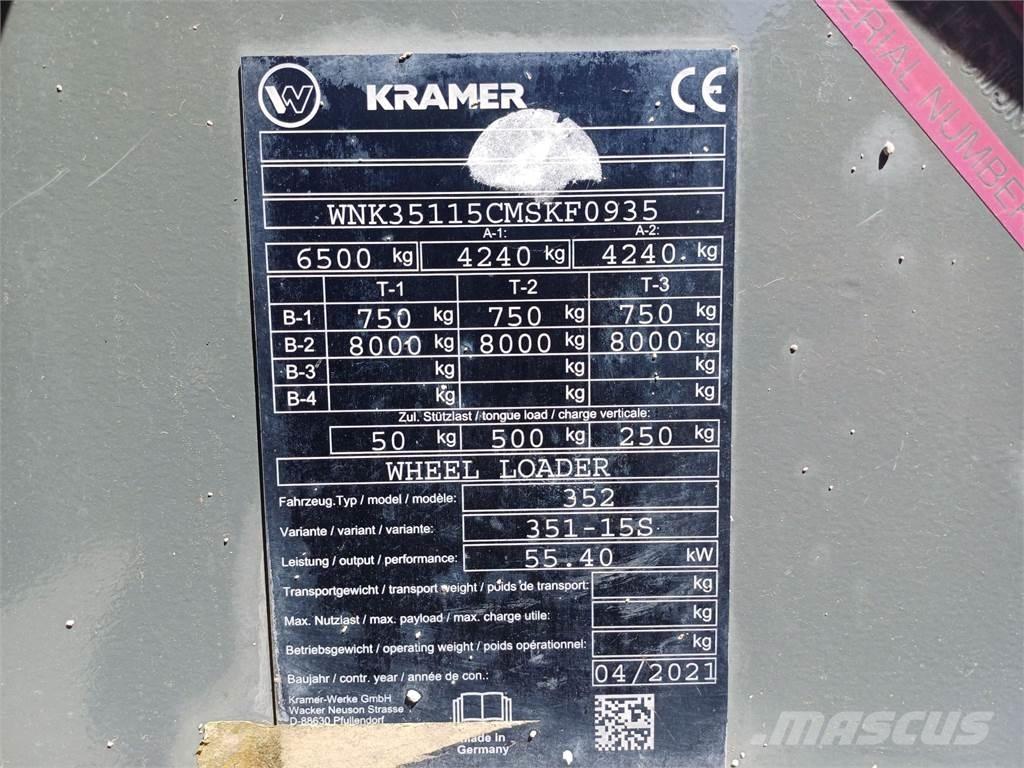 W KRAMER CE
SERIAL NUMBER
WNK35115CMSKF0935
A-1: A-2:
6500 kg 4240 kg 4240 kg
T-1 T-2 T-3
B-1 750 kg 750 kg 750 kg
B-2 8000 kg 8000 kg 8000 kg
B-3 kg kg kg
B-4 kg kg kg
Zul. Stützlast / tongue load / charge verticale:
50 kg 500 kg 250 kg
WHEEL LOADER
Fahrzeug.Typ / model / modèle: 352
Variante / variant / variante: 351-15S
Leistung / output / performance: 55.40 kW
Transportgewicht / transport weight / puids de transport: kg
Max. Nutzlast / max. payload / max. charge utile: kg
Betriebsgewicht / operating weight / poids opérationnel: kg
Baujahr / contr. year / année de con.: 04/2021
Kramer-Werke GmbH
Wacker Neuson Strasse
D-88630 Pfullendorf
Made in
Germany
MASCUS